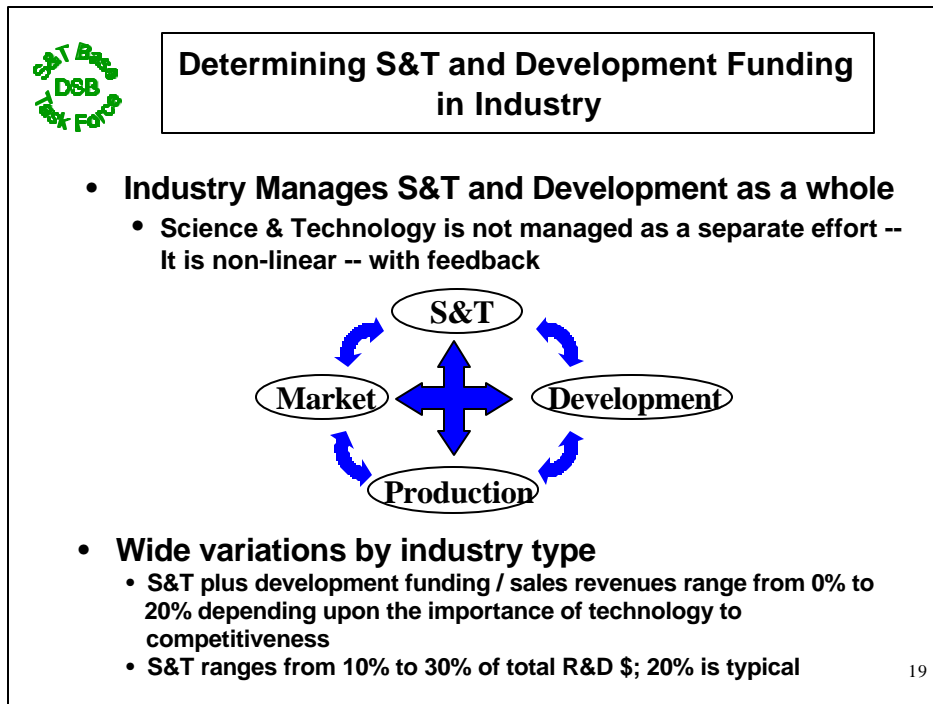 S&T Base
DSB
Task Force
Determining S&T and Development Funding
in Industry
• Industry Manages S&T and Development as a whole
• Science & Technology is not managed as a separate effort --
It is non-linear -- with feedback
S&T
Market
Development
Production
• Wide variations by industry type
• S&T plus development funding / sales revenues range from 0% to
20% depending upon the importance of technology to
competitiveness
• S&T ranges from 10% to 30% of total R&D $; 20% is typical
19